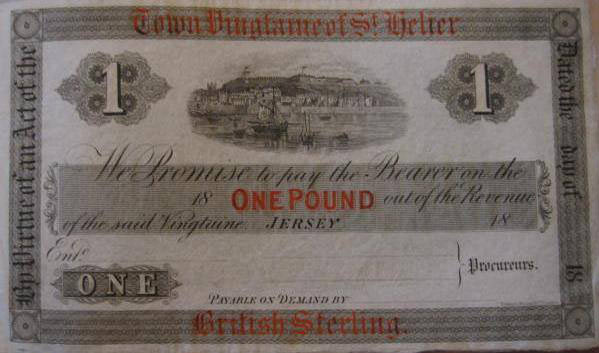 Town Vingtaine of St. Helier
By Virtue of an Act of the
Dated the day of 18
1 1
We Promise to pay the Bearer on the
18 ONE POUND out of the Revenue
of the said Vingtaine JERSEY 18
Entd.
ONE
Procureurs.
PAYABLE ON DEMAND BY
British Sterling.